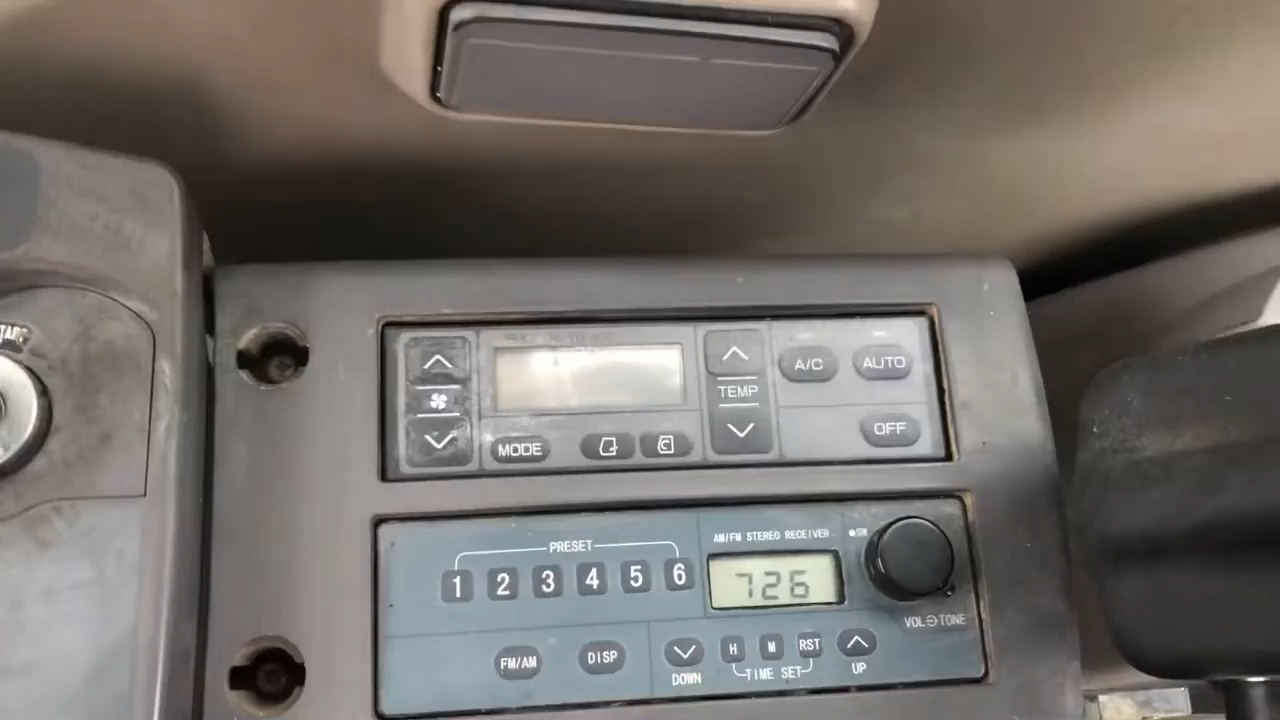 TEMP
A/C
AUTO
MODE
OFF
AM/FM STEREO RECEIVER
PRESET
1 2 3 4 5 6
726
VOL TONE
FM/AM
DISP
DOWN
H M RST
TIME SET
UP